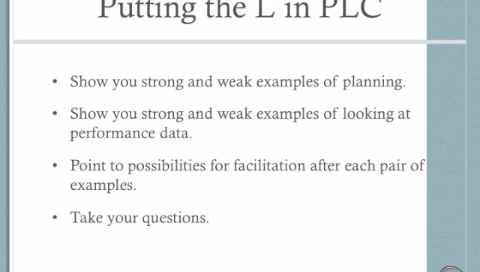 Putting the L in PLC
• Show you strong and weak examples of planning.
• Show you strong and weak examples of looking at
performance data.
• Point to possibilities for facilitation after each pair of
examples.
• Take your questions.